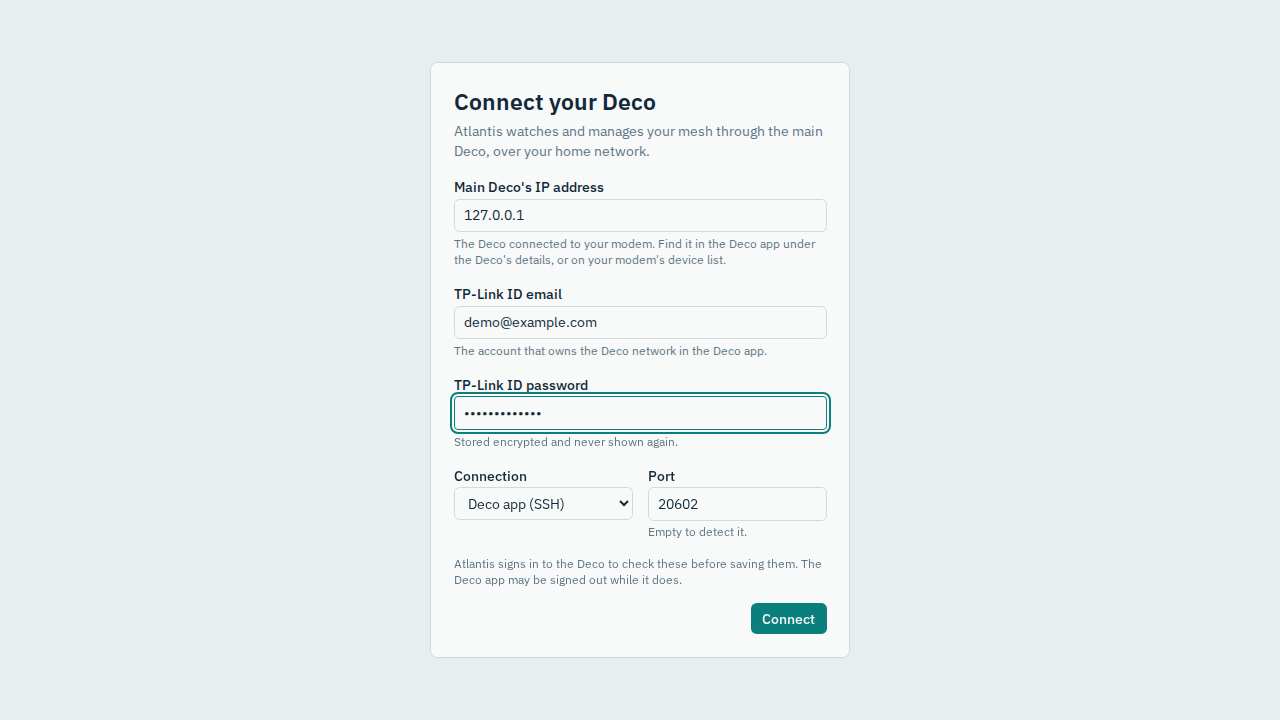 Connect your Deco
Atlantis watches and manages your mesh through the main
Deco, over your home network.
Main Deco's IP address
127.0.0.1
The Deco connected to your modem. Find it in the Deco app under
the Deco's details, or on your modem's device list.
TP-Link ID email
demo@example.com
The account that owns the Deco network in the Deco app.
TP-Link ID password
•••••••••••••
Stored encrypted and never shown again.
Connection
Port
Deco app (SSH)
20602
Empty to detect it.
Atlantis signs in to the Deco to check these before saving them. The
Deco app may be signed out while it does.
Connect